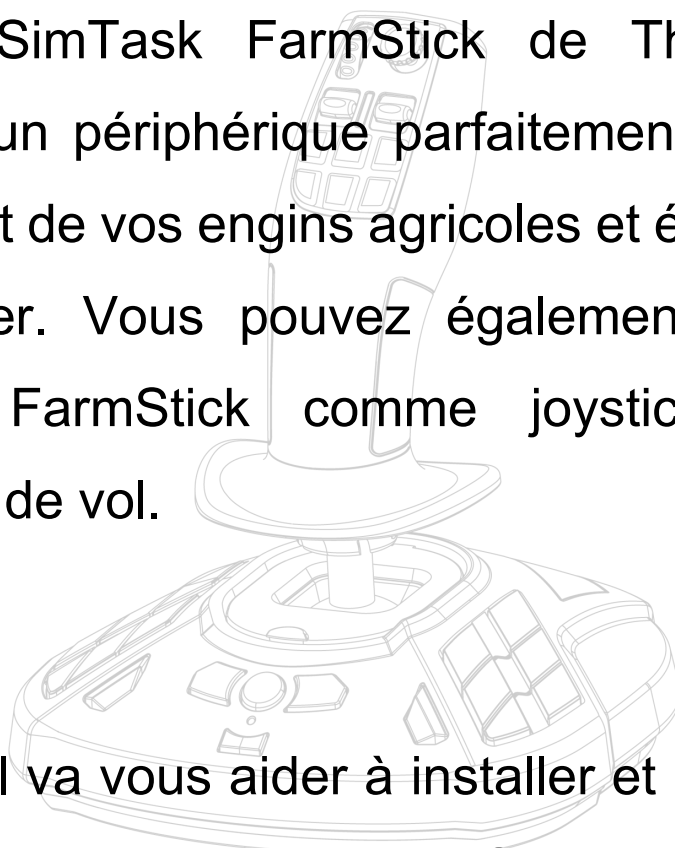 SimTask FarmStick de Th
un périphérique parfaitemen
t de vos engins agricoles et é
er. Vous pouvez égalemen
FarmStick comme joystic
de vol.
l va vous aider à installer et